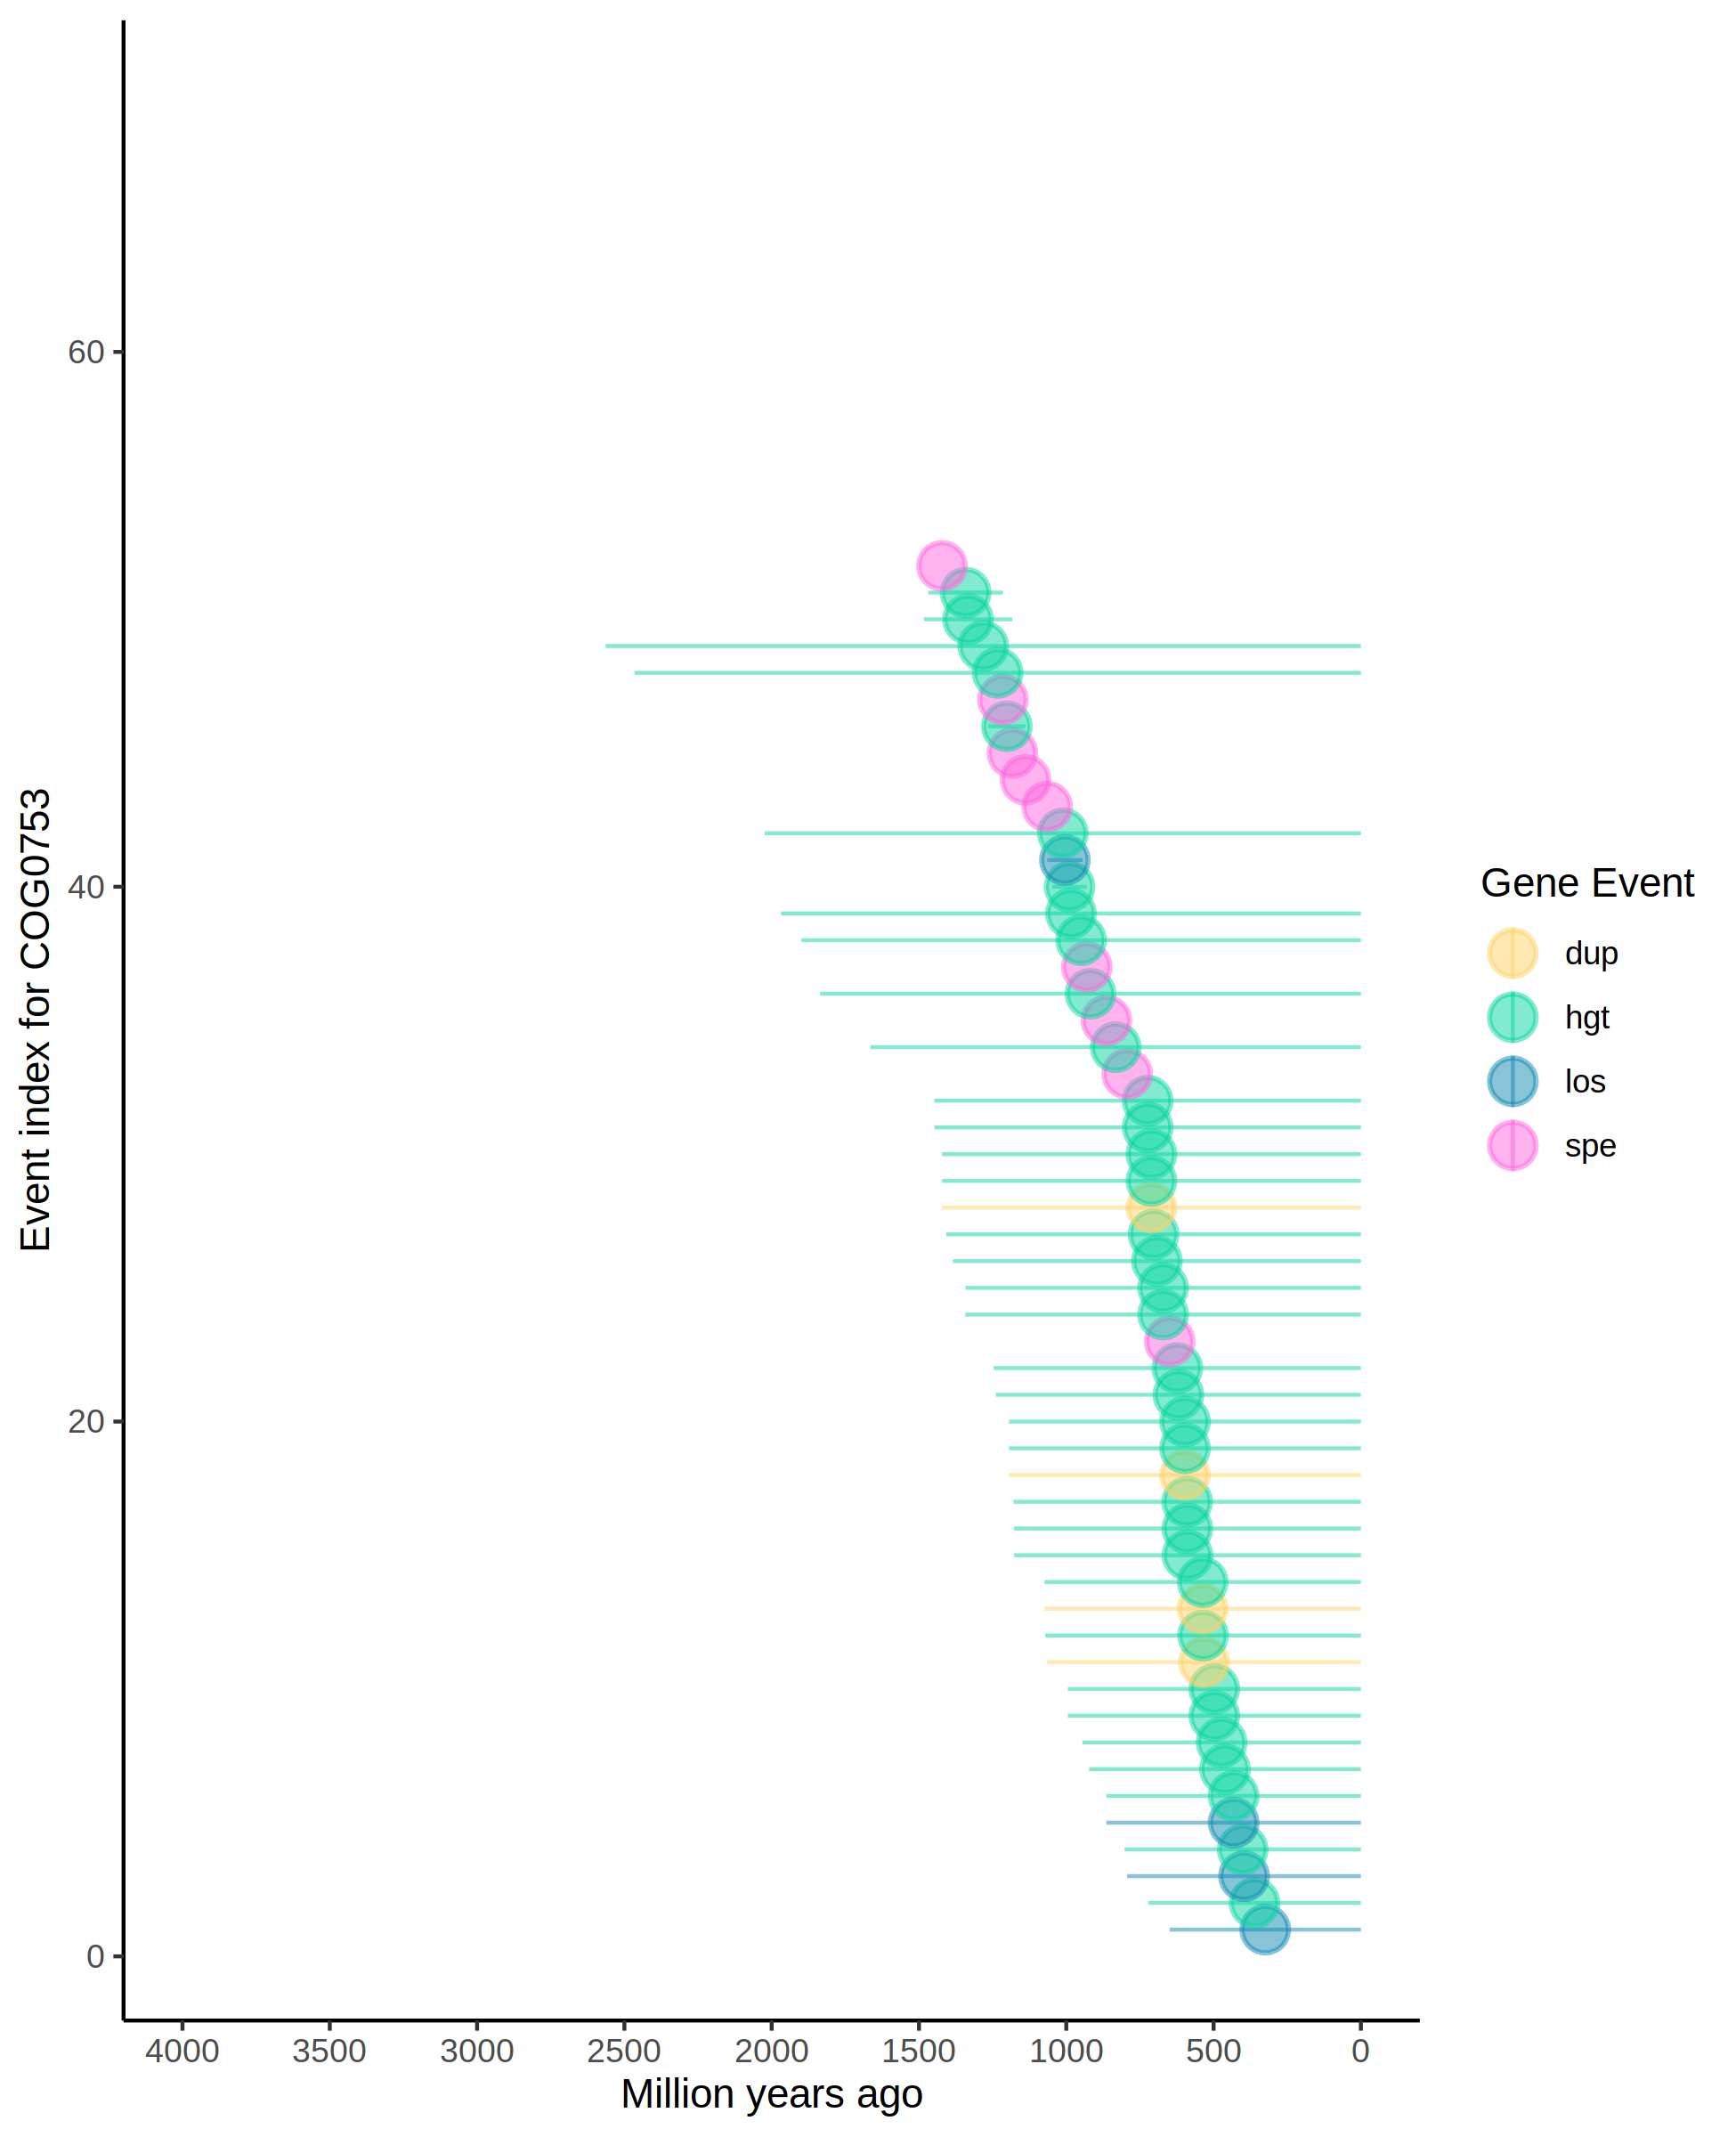 Event index for COG0753
60
40
20
0
4000 3500 3000 2500 2000 1500 1000 500 0
Million years ago
Gene Event
dup
hgt
los
spe